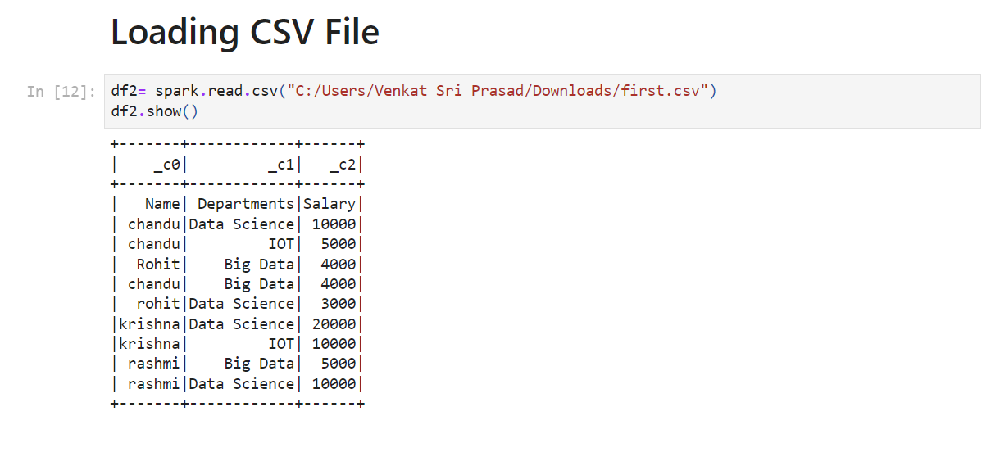 Loading CSV File
In [12]: df2= spark.read.csv("C:/Users/Venkat Sri Prasad/Downloads/first.csv")
df2.show()
+-------+------------+------+
|    _c0|         _c1|   _c2|
+-------+------------+------+
|   Name| Departments|Salary|
| chandu|Data Science| 10000|
| chandu|         IOT|  5000|
|  Rohit|    Big Data|  4000|
| chandu|    Big Data|  4000|
|  rohit|Data Science|  3000|
|krishna|Data Science| 20000|
|krishna|         IOT| 10000|
| rashmi|    Big Data|  5000|
| rashmi|Data Science| 10000|
+-------+------------+------+